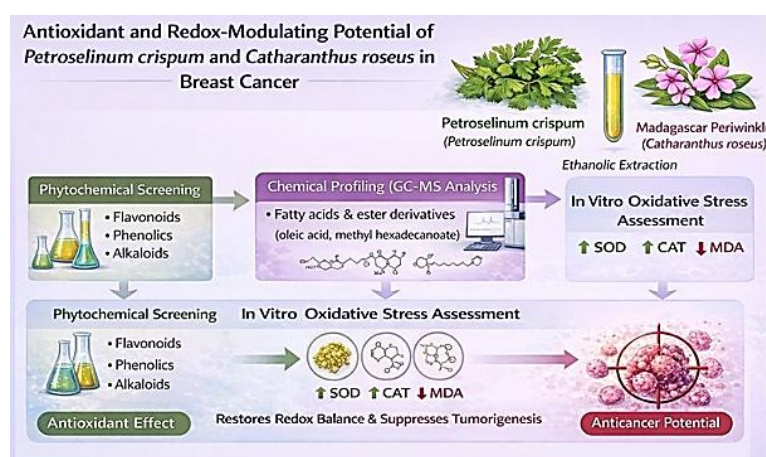 Antioxidant and Redox-Modulating Potential of
Petroselinum crispum and Catharanthus roseus in
Breast Cancer
Petroselinum crispum
(Petroselinum crispum)
Madagascar Periwinkl
(Catharanthus roseus)
Ethanolic Extraction
Phytochemical Screening
• Flavonoids
• Phenolics
• Alkaloids
Chemical Profiling (GC-MS Analysis
• Fatty acids & ester derivatives
(oleic acid, methyl hexadecanoate)
In Vitro Oxidative Stress
Assessment
↑ SOD ↑ CAT ↓ MDA
Phytochemical Screening
• Flavonoids
• Phenolics
• Alkaloids
Antioxidant Effect
In Vitro Oxidative Stress Assessment
↑ SOD ↑ CAT ↓ MDA
Restores Redox Balance & Suppresses Tumorigenesis
Anticancer Potential